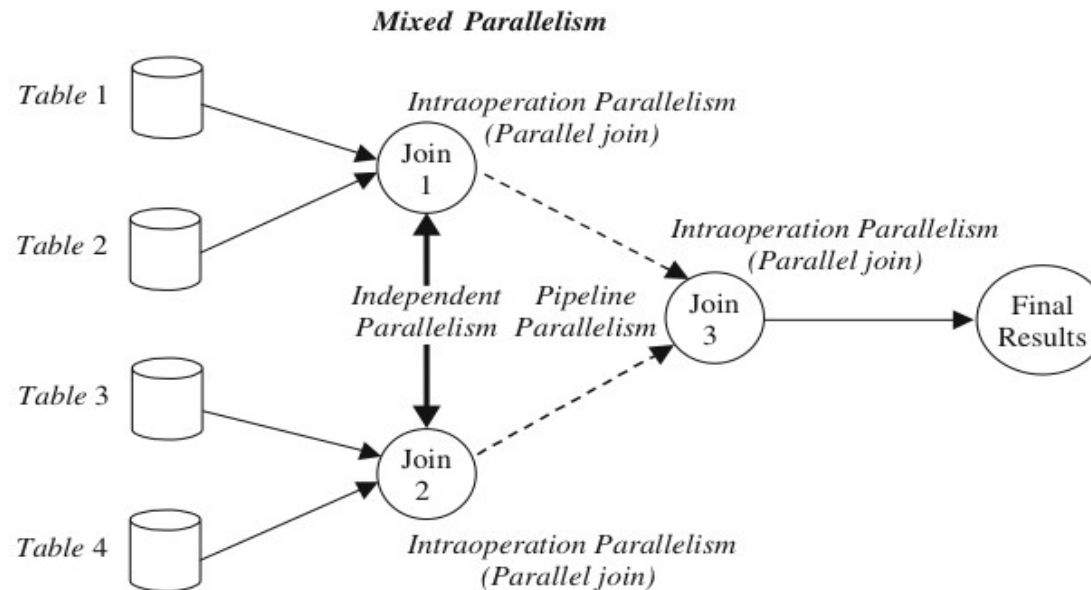 Mixed Parallelism
Table 1
Intraoperation Parallelism
(Parallel join)
Join
1
Table 2
Intraoperation Parallelism
(Parallel join)
Independent
Parallelism
Pipeline
Parallelism
Join
3
Final
Results
Table 3
Join
2
Table 4
Intraoperation Parallelism
(Parallel join)